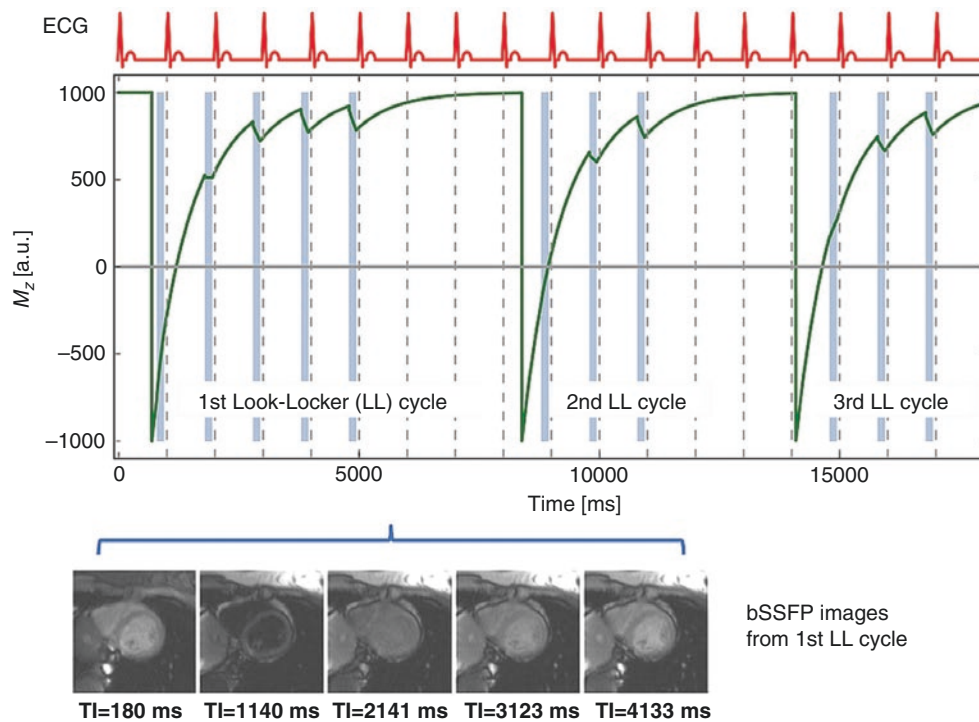 ECG
1000
500
0
−500
−1000
M_z [a.u.]
1st Look-Locker (LL) cycle
2nd LL cycle
3rd LL cycle
0
5000
10000
15000
Time [ms]
bSSFP images
from 1st LL cycle
TI=180 ms
TI=1140 ms
TI=2141 ms
TI=3123 ms
TI=4133 ms